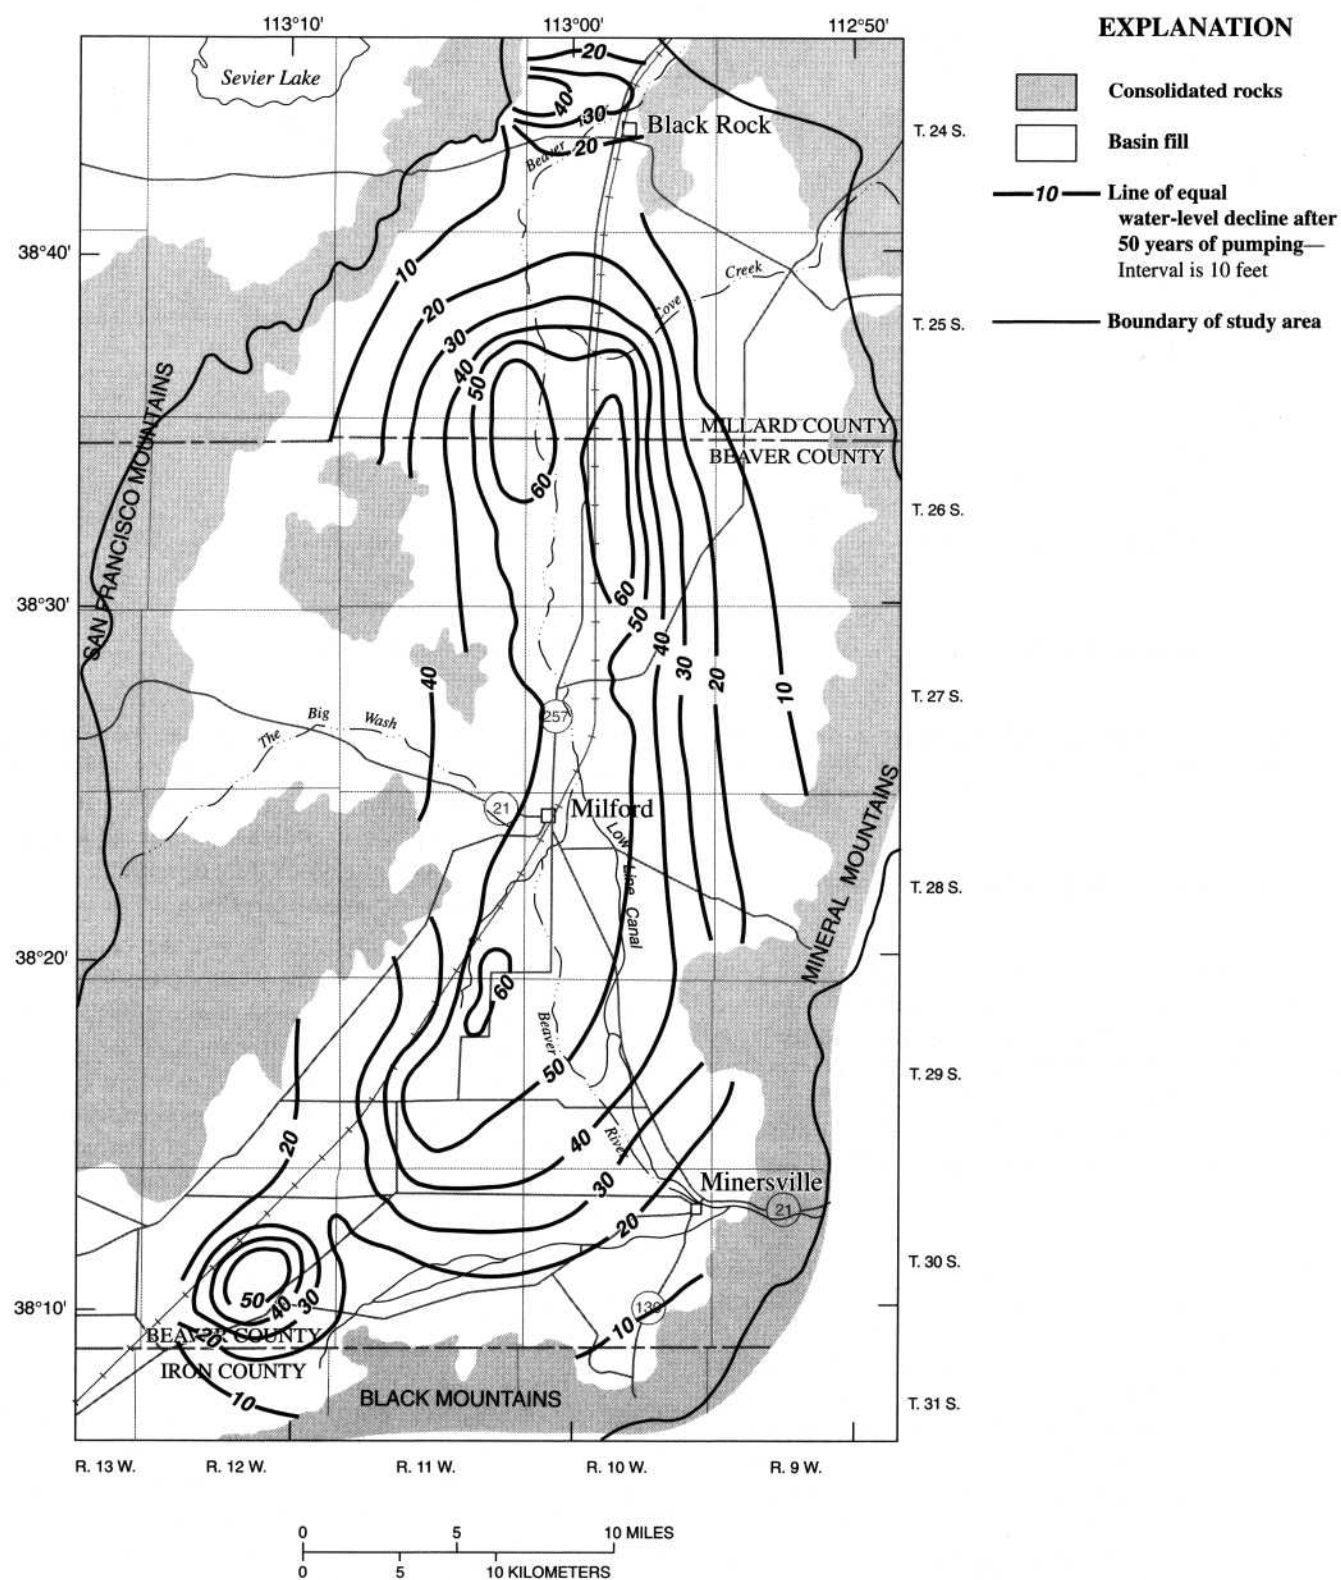 113°10'
113°00'
112°50'
EXPLANATION
Sevier Lake
20
40
30
Black Rock
20
Beaver
Consolidated rocks
Basin fill
10
Line of equal
water-level decline after
50 years of pumping—
Interval is 10 feet
Boundary of study area
T. 24 S.
38°40'
10
Creek
Cove
20
30
40
50
T. 25 S.
SAN FRANCISCO MOUNTAINS
MILLARD COUNTY
BEAVER COUNTY
60
T. 26 S.
38°30'
60
50
40
30
20
10
40
T. 27 S.
The Big Wash
257
21
Milford
Low Line Canal
MINERAL MOUNTAINS
T. 28 S.
38°20'
60
Beaver
River
50
T. 29 S.
20
40
30
Minersville
21
20
T. 30 S.
50
40
30
38°10'
20
BEAVER COUNTY
IRON COUNTY
10
130
10
BLACK MOUNTAINS
T. 31 S.
R. 13 W.
R. 12 W.
R. 11 W.
R. 10 W.
R. 9 W.
0 5 10 MILES
0 5 10 KILOMETERS